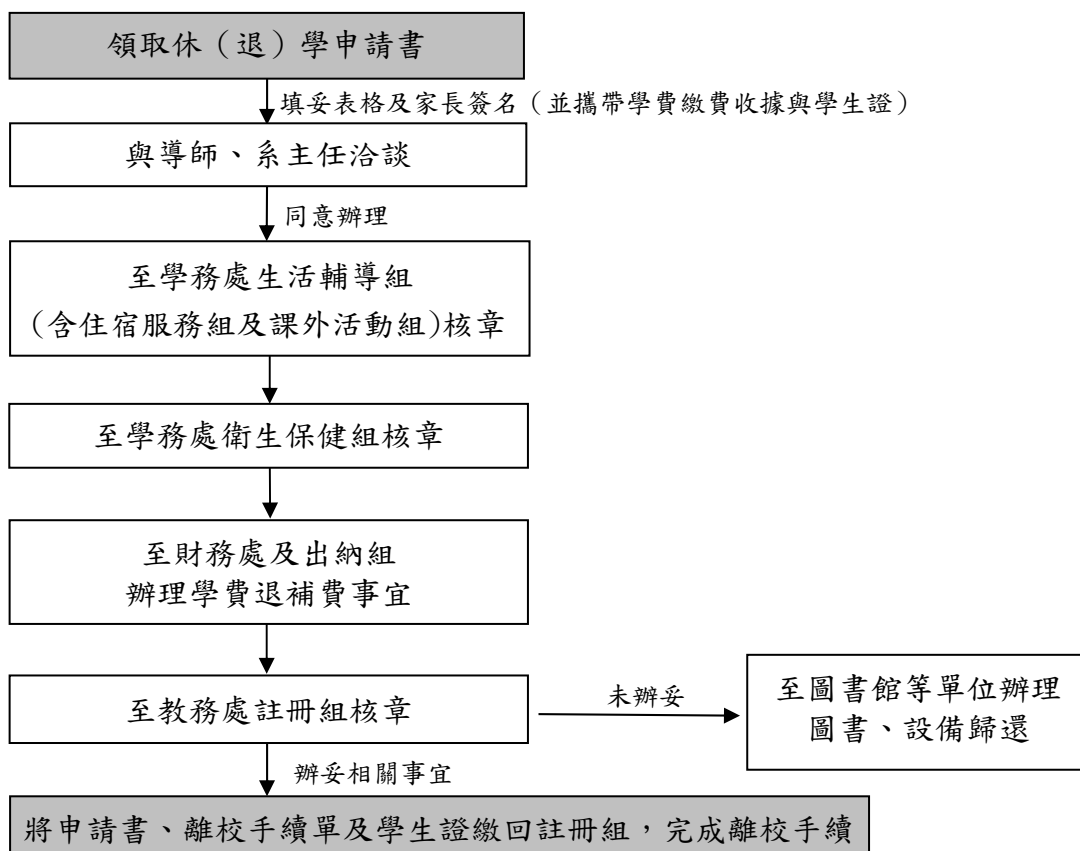 領取休（退）學申請書
填妥表格及家長簽名（並攜帶學費繳費收據與學生證）
與導師、系主任洽談
同意辦理
至學務處生活輔導組
(含住宿服務組及課外活動組)核章
至學務處衛生保健組核章
至財務處及出納組
辦理學費退補費事宜
至教務處註冊組核章
未辦妥
至圖書館等單位辦理
圖書、設備歸還
辦妥相關事宜
將申請書、離校手續單及學生證繳回註冊組，完成離校手續